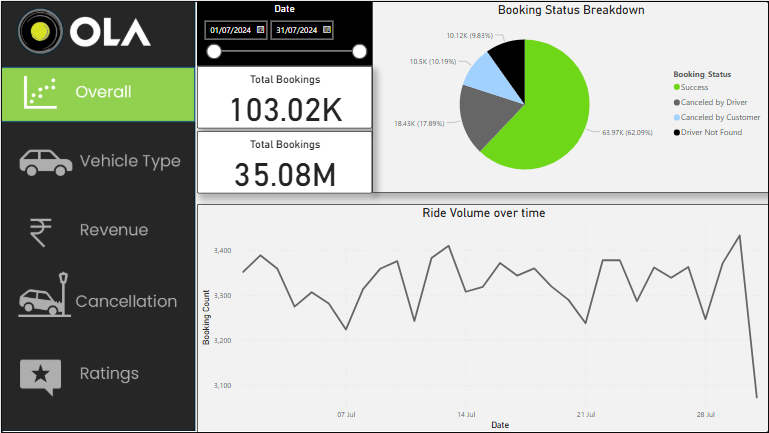 OLA
Overall
Vehicle Type
Revenue
Cancellation
Ratings
Date
01/07/2024 31/07/2024
Total Bookings
103.02K
Total Bookings
35.08M
Booking Status Breakdown
10.12K (9.83%)
10.5K (10.19%)
18.43K (17.89%)
63.97K (62.09%)
Booking Status
Success
Canceled by Driver
Canceled by Customer
Driver Not Found
Ride Volume over time
Booking Count
3,400
3,300
3,200
3,100
07 Jul 14 Jul 21 Jul 28 Jul
Date